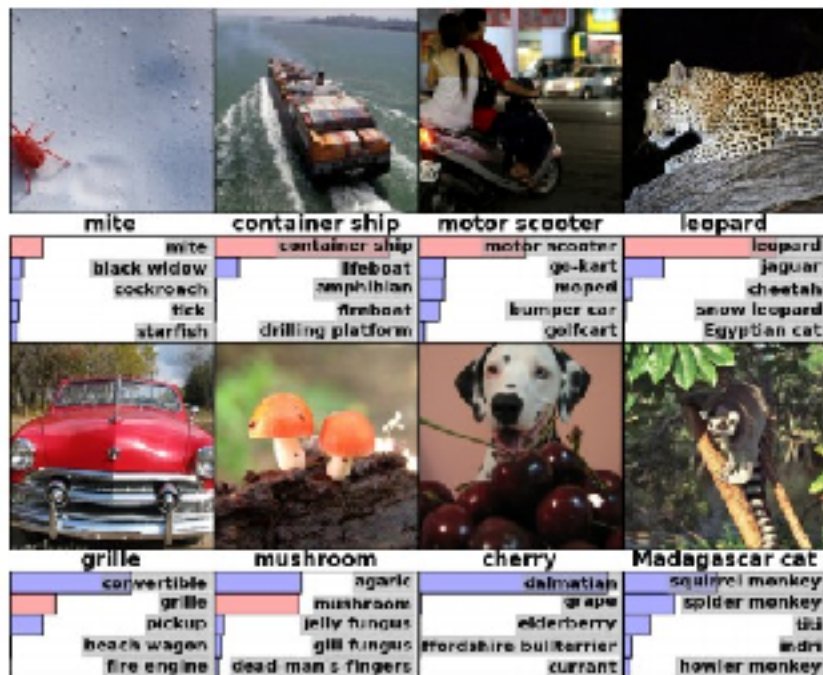 mite container ship motor scooter leopard
mite container ship motor scooter leopard
black widow lifeboat go-kart jaguar
cockroach amphibian moped cheetah
tick fireboat bumper car snow leopard
starfish drilling platform golfcart Egyptian cat
grille mushroom cherry Madagascar cat
convertible agaric dalmatian squirrel monkey
grille mushroom grape spider monkey
pickup jelly fungus elderberry titi
beach wagon gill fungus ffordshire bullterrier indri
fire engine dead-man's-fingers currant howler monkey